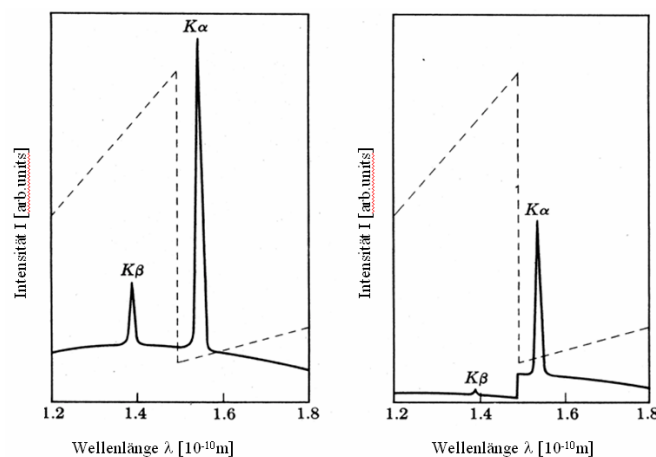 Kα
Kβ
Intensität I [arb.units]
1.2 1.4 1.6 1.8
Wellenlänge λ [10⁻¹⁰m]
Kα
Kβ
Intensität I [arb.units]
1.2 1.4 1.6 1.8
Wellenlänge λ [10⁻¹⁰m]